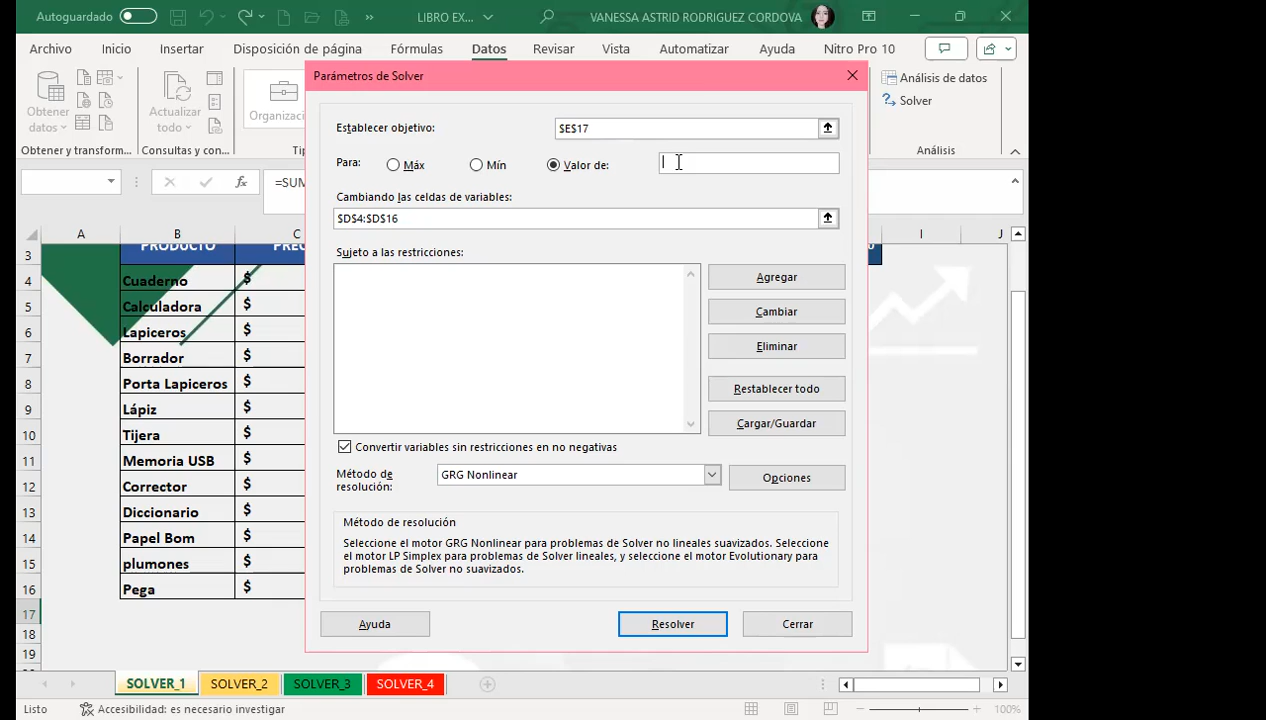 Autoguardado
LIBRO EX...
VANESSA ASTRID RODRIGUEZ CORDOVA
Archivo Inicio Insertar Disposición de página Fórmulas Datos Revisar Vista Automatizar Ayuda Nitro Pro 10
Obtener datos
Actualizar todo
Organizació
Análisis de datos
Solver
Obtener y transform...
Consultas y con...
Análisis
=SUM
Parámetros de Solver
Establecer objetivo:
$E$17
Para:
Máx
Mín
Valor de:
Cambiando las celdas de variables:
$D$4:$D$16
Sujeto a las restricciones:
Agregar
Cambiar
Eliminar
Restablecer todo
Cargar/Guardar
Convertir variables sin restricciones en no negativas
Método de
resolución:
GRG Nonlinear
Opciones
Método de resolución
Seleccione el motor GRG Nonlinear para problemas de Solver no lineales suavizados. Seleccione
el motor LP Simplex para problemas de Solver lineales, y seleccione el motor Evolutionary para
problemas de Solver no suavizados.
Ayuda
Resolver
Cerrar
A B C I J
3 PRODUCTO PREC
4 Cuaderno $
5 Calculadora $
6 Lapiceros $
7 Borrador $
8 Porta Lapiceros $
9 Lápiz $
10 Tijera $
11 Memoria USB $
12 Corrector $
13 Diccionario $
14 Papel Bom $
15 plumones $
16 Pega $
17
18
19
SOLVER_1 SOLVER_2 SOLVER_3 SOLVER_4
Listo Accesibilidad: es necesario investigar 100%